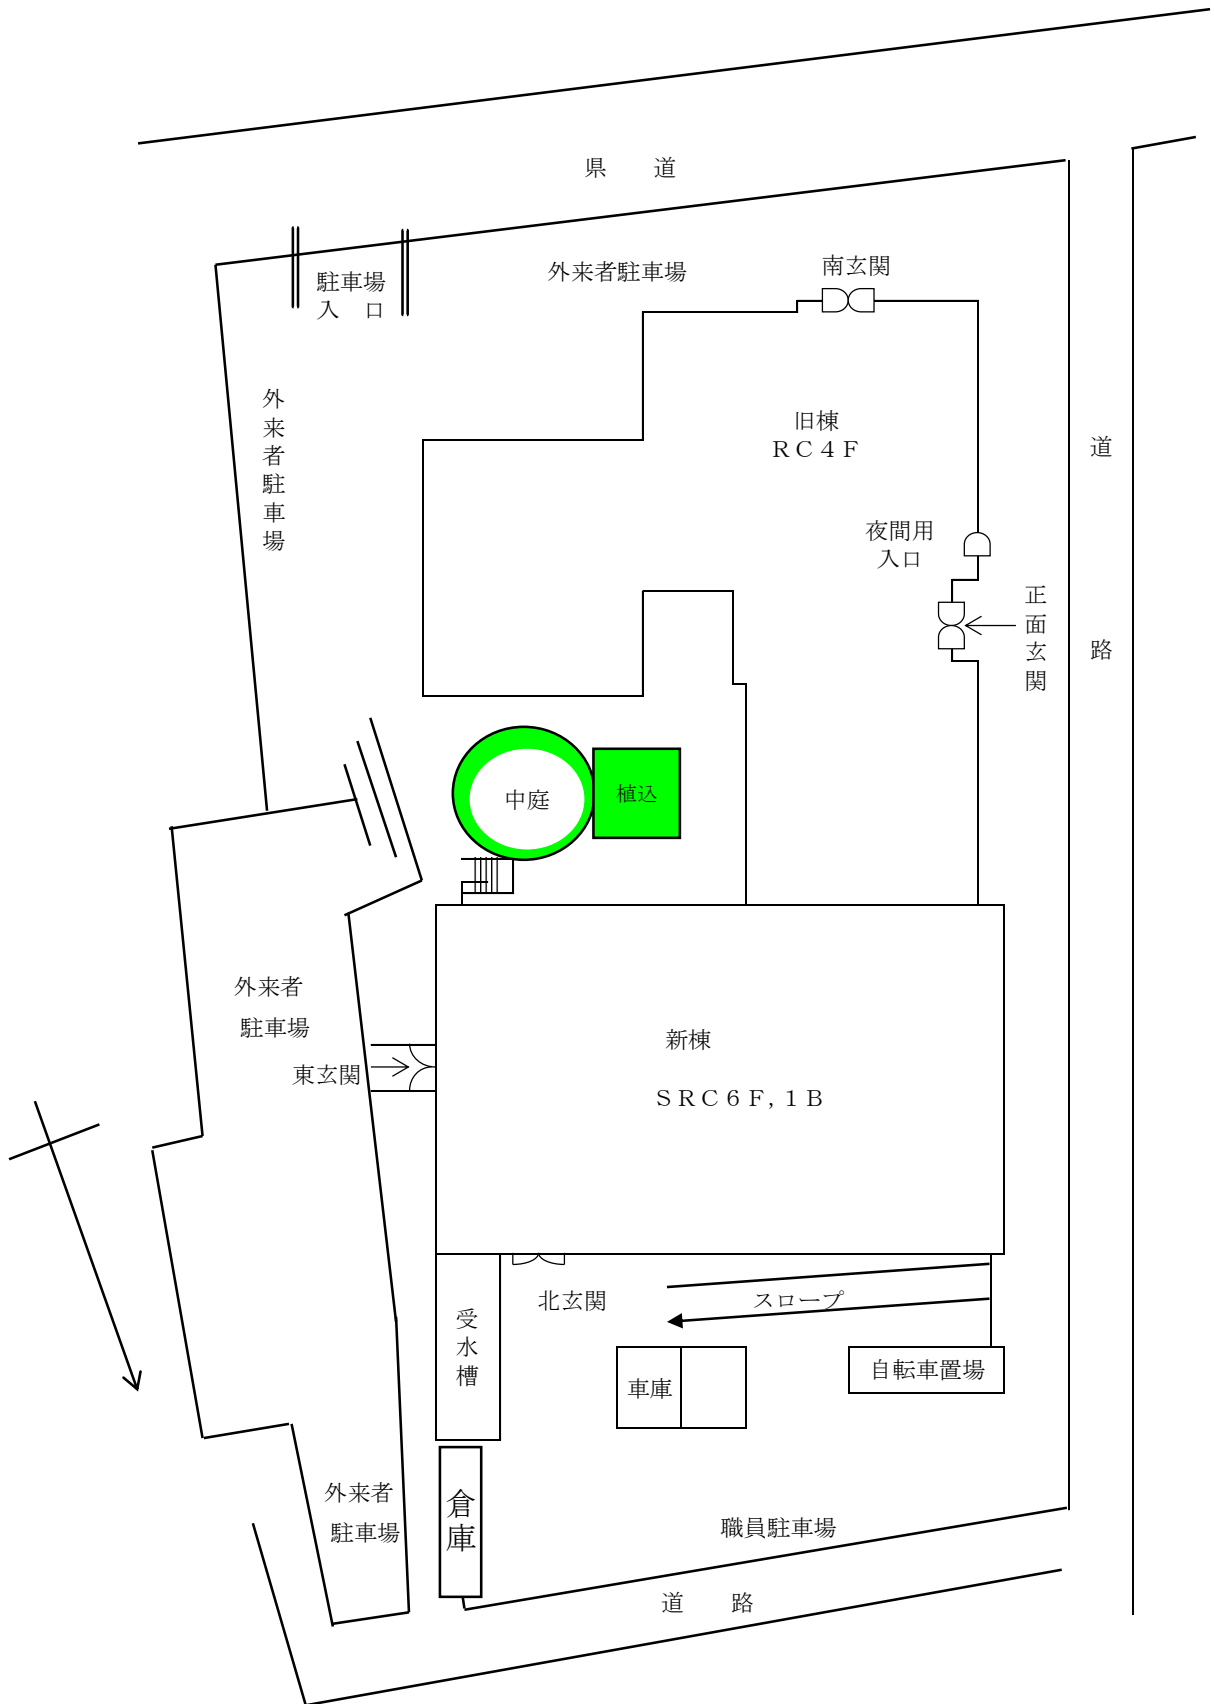 県　道
南玄関
外来者駐車場
駐車場
入　口
外来者駐車場
旧棟
ＲＣ４Ｆ
道　路
夜間用
入口
正面玄関
中庭
植込
外来者
駐車場
新棟
東玄関
ＳＲＣ６Ｆ，１Ｂ
北玄関
スロープ
受水槽
自転車置場
車庫
外来者
駐車場
倉庫
職員駐車場
道　路